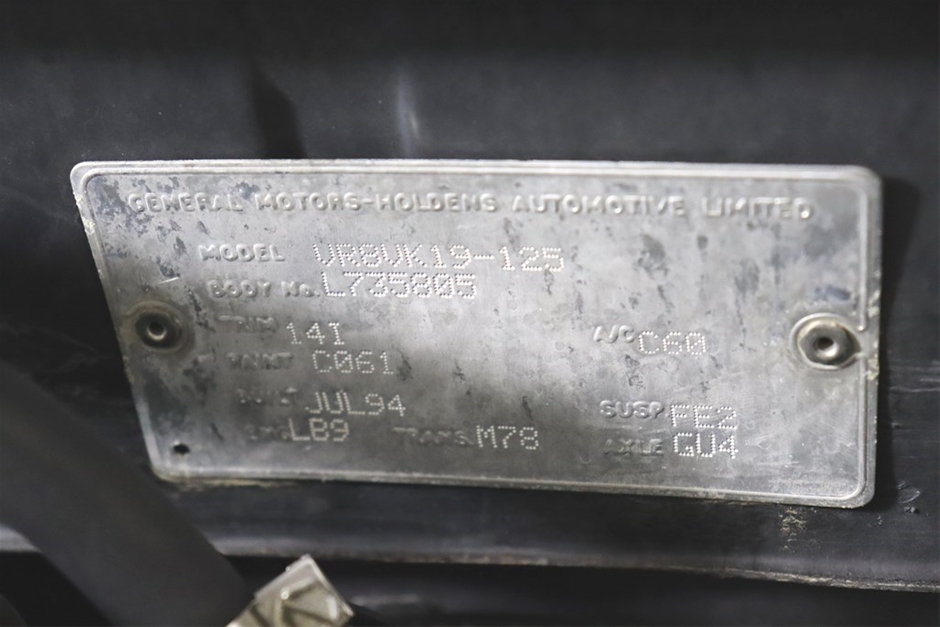 GENERAL MOTORS-HOLDENS AUTOMOTIVE LIMITED
MODEL VR8VK19-125
BODY No. L735805
TRIM 14I A/C C60
PAINT C061
BUILT JUL94 SUSP FE2
ENG LB9 TRANS. M78 AXLE GU4